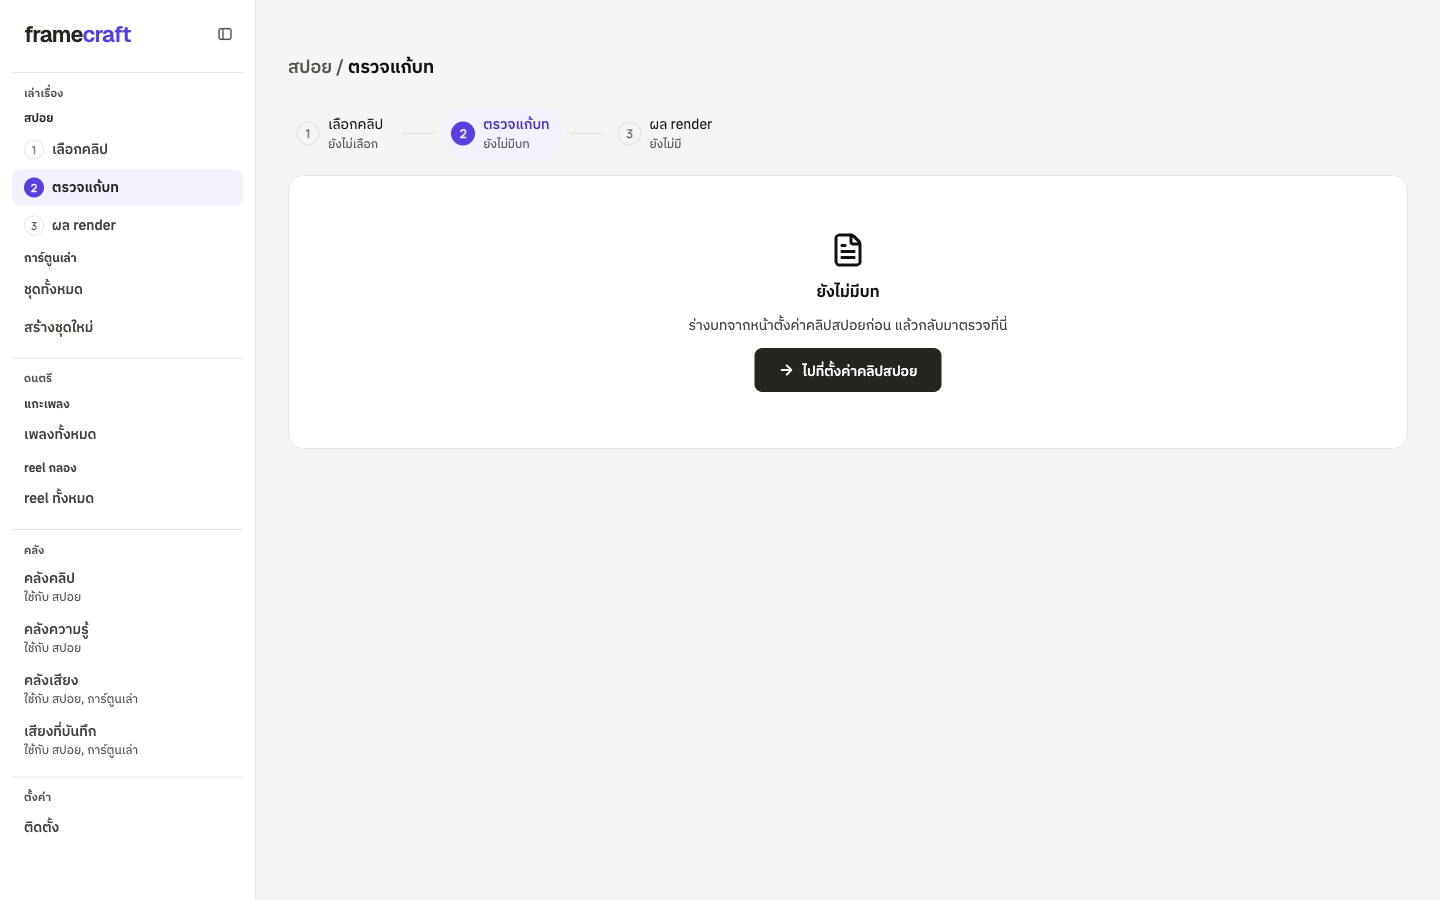 framecraft
เล่าเรื่อง
สปอย
1 เลือกคลิป
2 ตรวจแก้บท
3 ผล render
การ์ตูนเล่า
ชุดทั้งหมด
สร้างชุดใหม่
ดนตรี
แกะเพลง
เพลงทั้งหมด
reel กลอง
reel ทั้งหมด
คลัง
คลังคลิป
ใช้กับ สปอย
คลังความรู้
ใช้กับ สปอย
คลังเสียง
ใช้กับ สปอย, การ์ตูนเล่า
เสียงที่บันทึก
ใช้กับ สปอย, การ์ตูนเล่า
ตั้งค่า
ติดตั้ง
สปอย / ตรวจแก้บท
1 เลือกคลิป
ยังไม่เลือก
2 ตรวจแก้บท
ยังไม่มีบท
3 ผล render
ยังไม่มี
ยังไม่มีบท
ร่างบทจากหน้าตั้งค่าคลิปสปอยก่อน แล้วกลับมาตรวจที่นี่
ไปที่ตั้งค่าคลิปสปอย